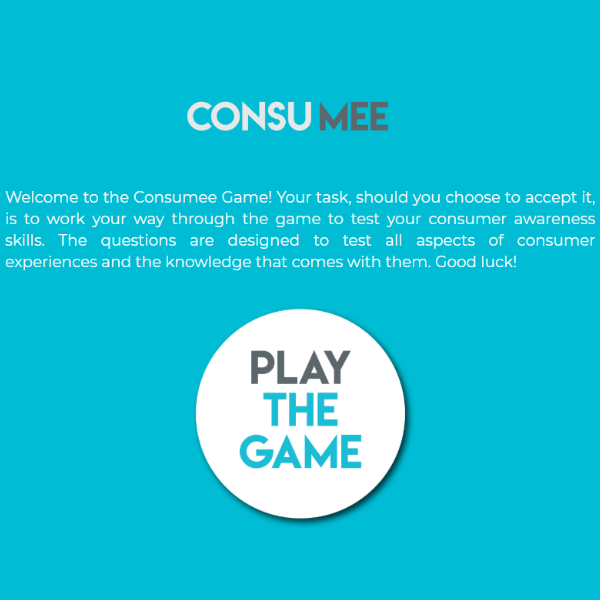 CONSUMEE
Welcome to the Consumee Game! Your task, should you choose to accept it,
is to work your way through the game to test your consumer awareness
skills. The questions are designed to test all aspects of consumer
experiences and the knowledge that comes with them. Good luck!
PLAY
THE
GAME